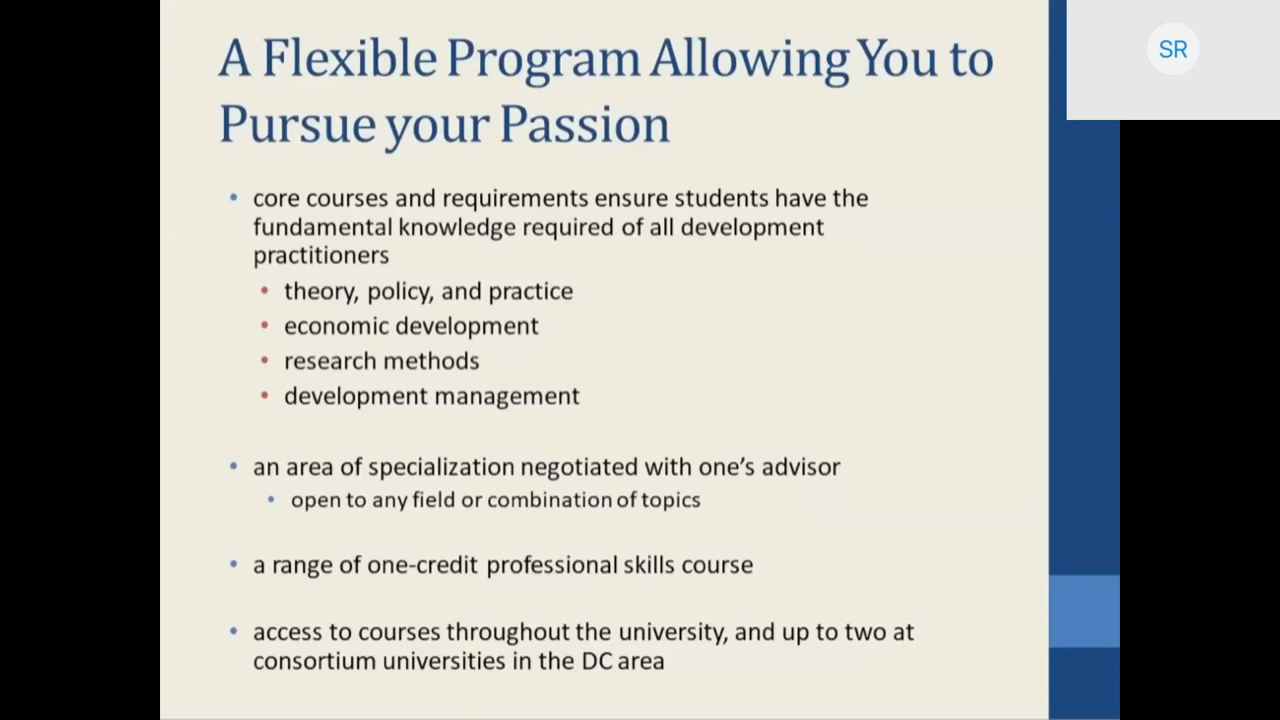 A Flexible Program Allowing You to
Pursue your Passion
SR
• core courses and requirements ensure students have the
fundamental knowledge required of all development
practitioners
• theory, policy, and practice
• economic development
• research methods
• development management
• an area of specialization negotiated with one’s advisor
• open to any field or combination of topics
• a range of one-credit professional skills course
• access to courses throughout the university, and up to two at
consortium universities in the DC area